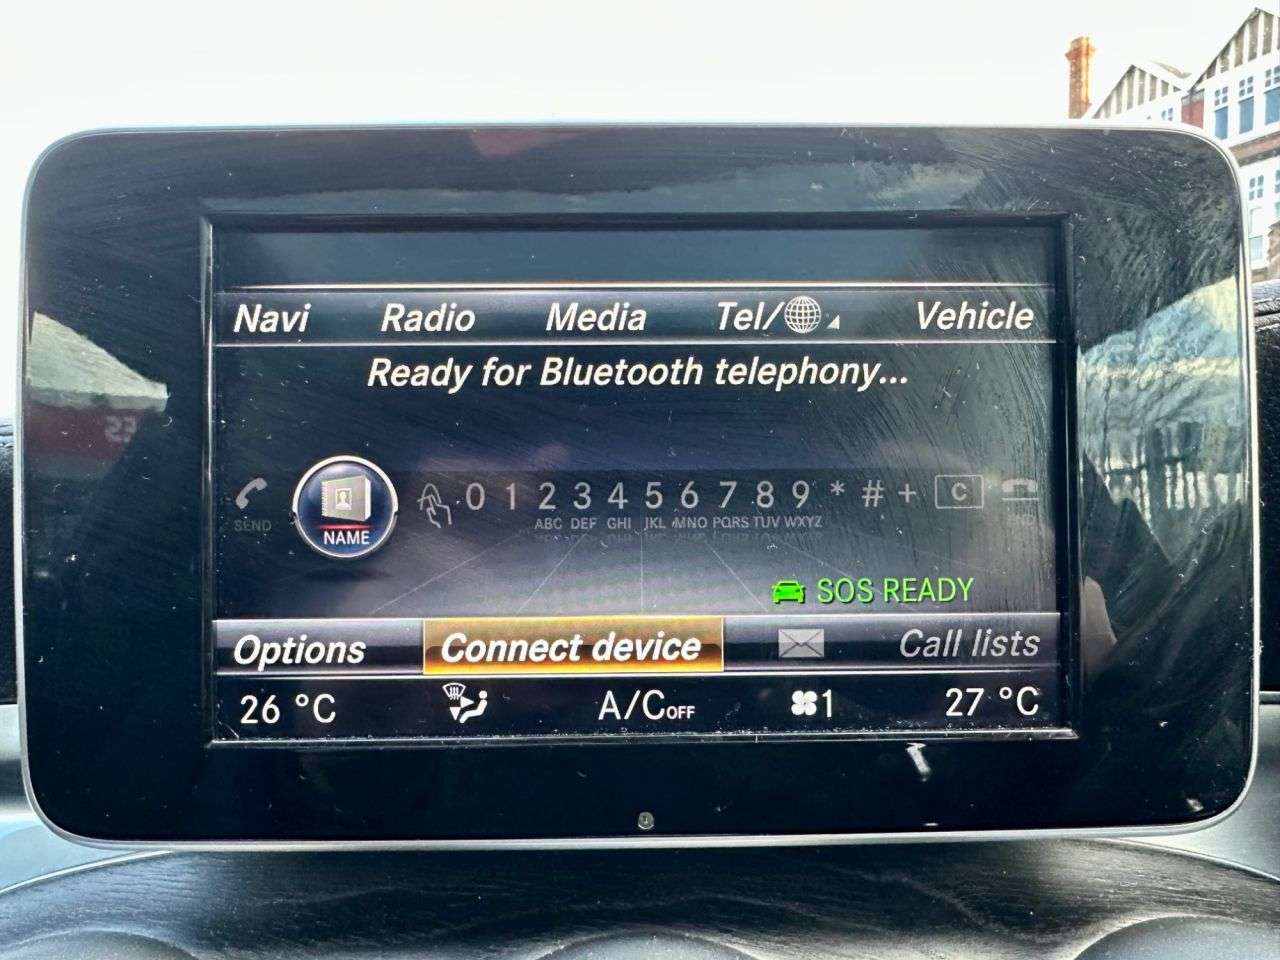 Navi Radio Media Tel/ Vehicle
Ready for Bluetooth telephony...
SEND NAME 0 1 2 3 4 5 6 7 8 9 * # + C
ABC DEF GHI JKL MNO PQRS TUV WXYZ
SOS READY
Options Connect device Call lists
26 °C A/COFF 1 27 °C